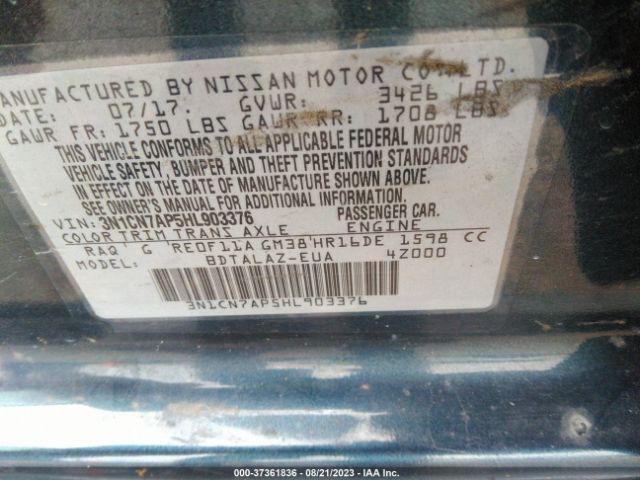 MANUFACTURED BY NISSAN MOTOR CO., LTD.
DATE: 07/17. GVWR: 3426 LBS
GAWR FR: 1750 LBS GAWR RR: 1708 LBS
THIS VEHICLE CONFORMS TO ALL APPLICABLE FEDERAL MOTOR
VEHICLE SAFETY, BUMPER AND THEFT PREVENTION STANDARDS
IN EFFECT ON THE DATE OF MANUFACTURE SHOWN ABOVE.
SEE OWNER'S MANUAL FOR ADDITIONAL INFORMATION.
VIN: 3N1CN7AP5HL903376 PASSENGER CAR
COLOR TRIM TRANS AXLE ENGINE
RAQ G RE0F11A GM38 HR16DE 1598 CC
BDTALAZ-EUA 4Z000
3N1CN7AP5HL903376
000-37361836 - 08/21/2023 - IAA Inc.